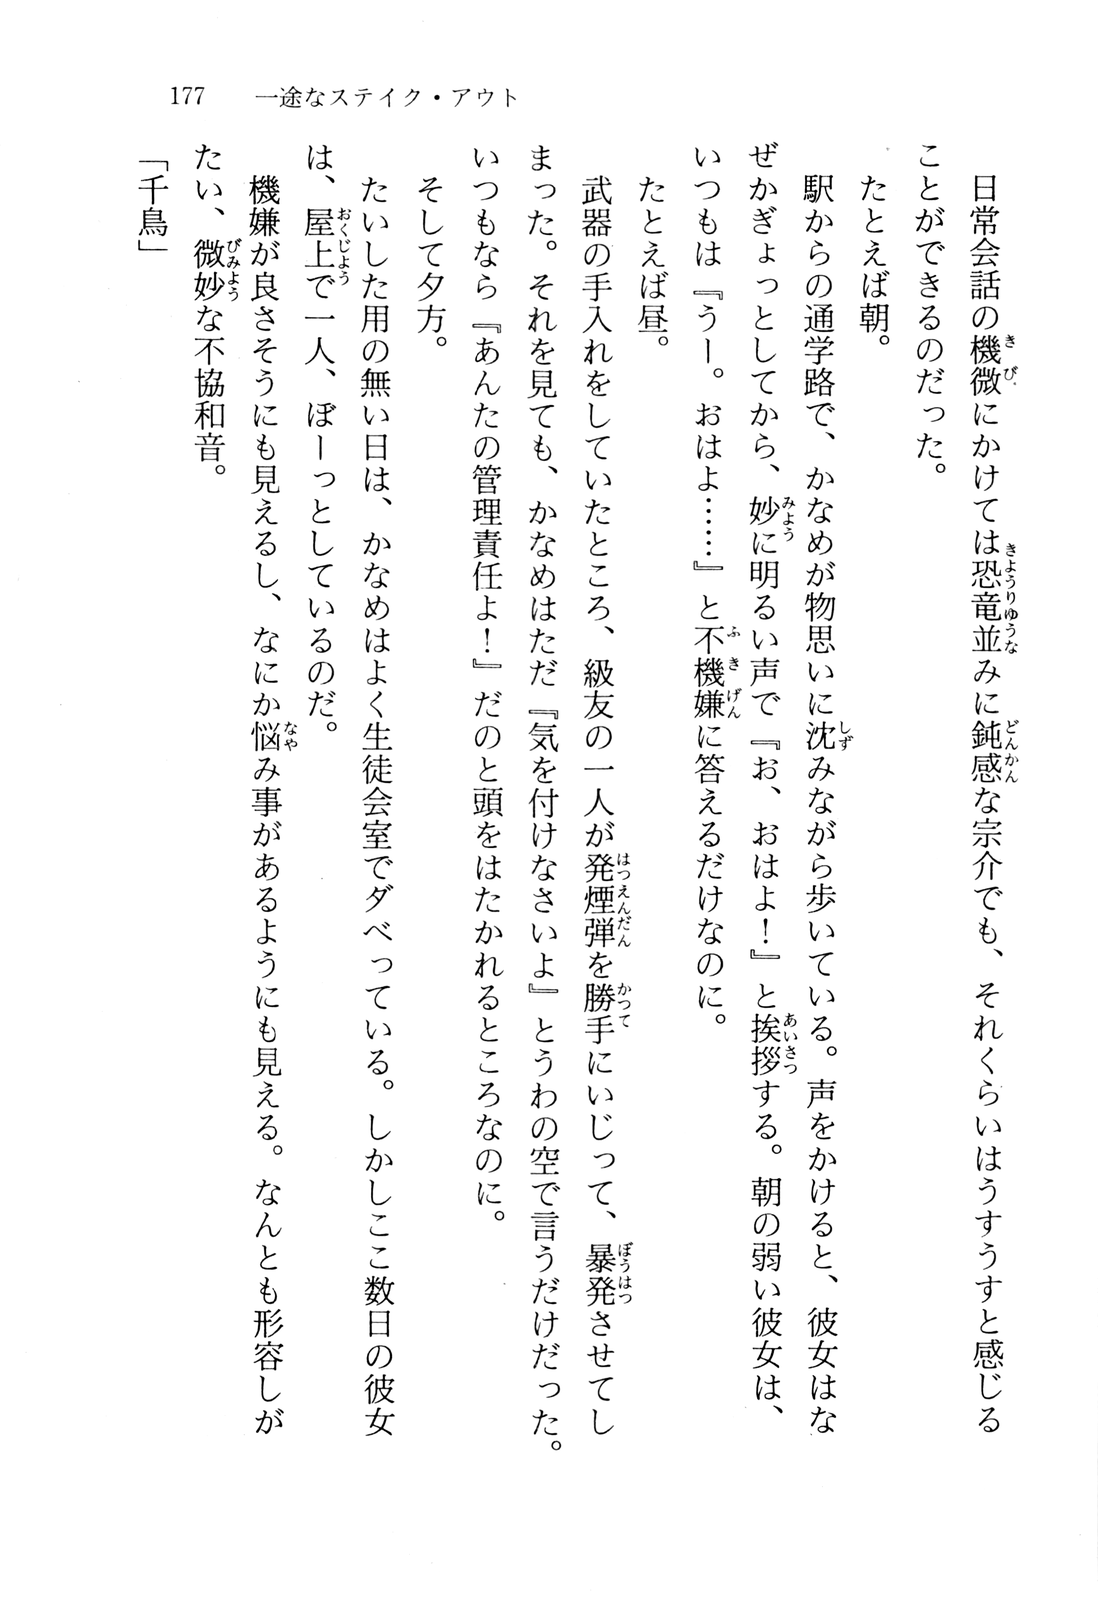 177　一途なステイク・アウト
　日常会話の機微にかけては恐竜並みに鈍感な宗介でも、それくらいはうすうすと感じる
ことができるのだった。
　たとえば朝。
　駅からの通学路で、かなめが物思いに沈みながら歩いている。声をかけると、彼女はな
ぜかぎょっとしてから、妙に明るい声で『お、おはよ！』と挨拶する。朝の弱い彼女は、
いつもは『うー。おはよ……』と不機嫌に答えるだけなのに。
　たとえば昼。
　武器の手入れをしていたところ、級友の一人が発煙弾を勝手にいじって、暴発させてし
まった。それを見ても、かなめはただ『気を付けなさいよ』とうわの空で言うだけだった。
いつもなら『あんたの管理責任よ！』だのと頭をはたかれるところなのに。
　そして夕方。
　たいした用の無い日は、かなめはよく生徒会室でダベっている。しかしここ数日の彼女
は、屋上で一人、ぼーっとしているのだ。
　機嫌が良さそうにも見えるし、なにか悩み事があるようにも見える。なんとも形容しが
たい、微妙な不協和音。
「千鳥」